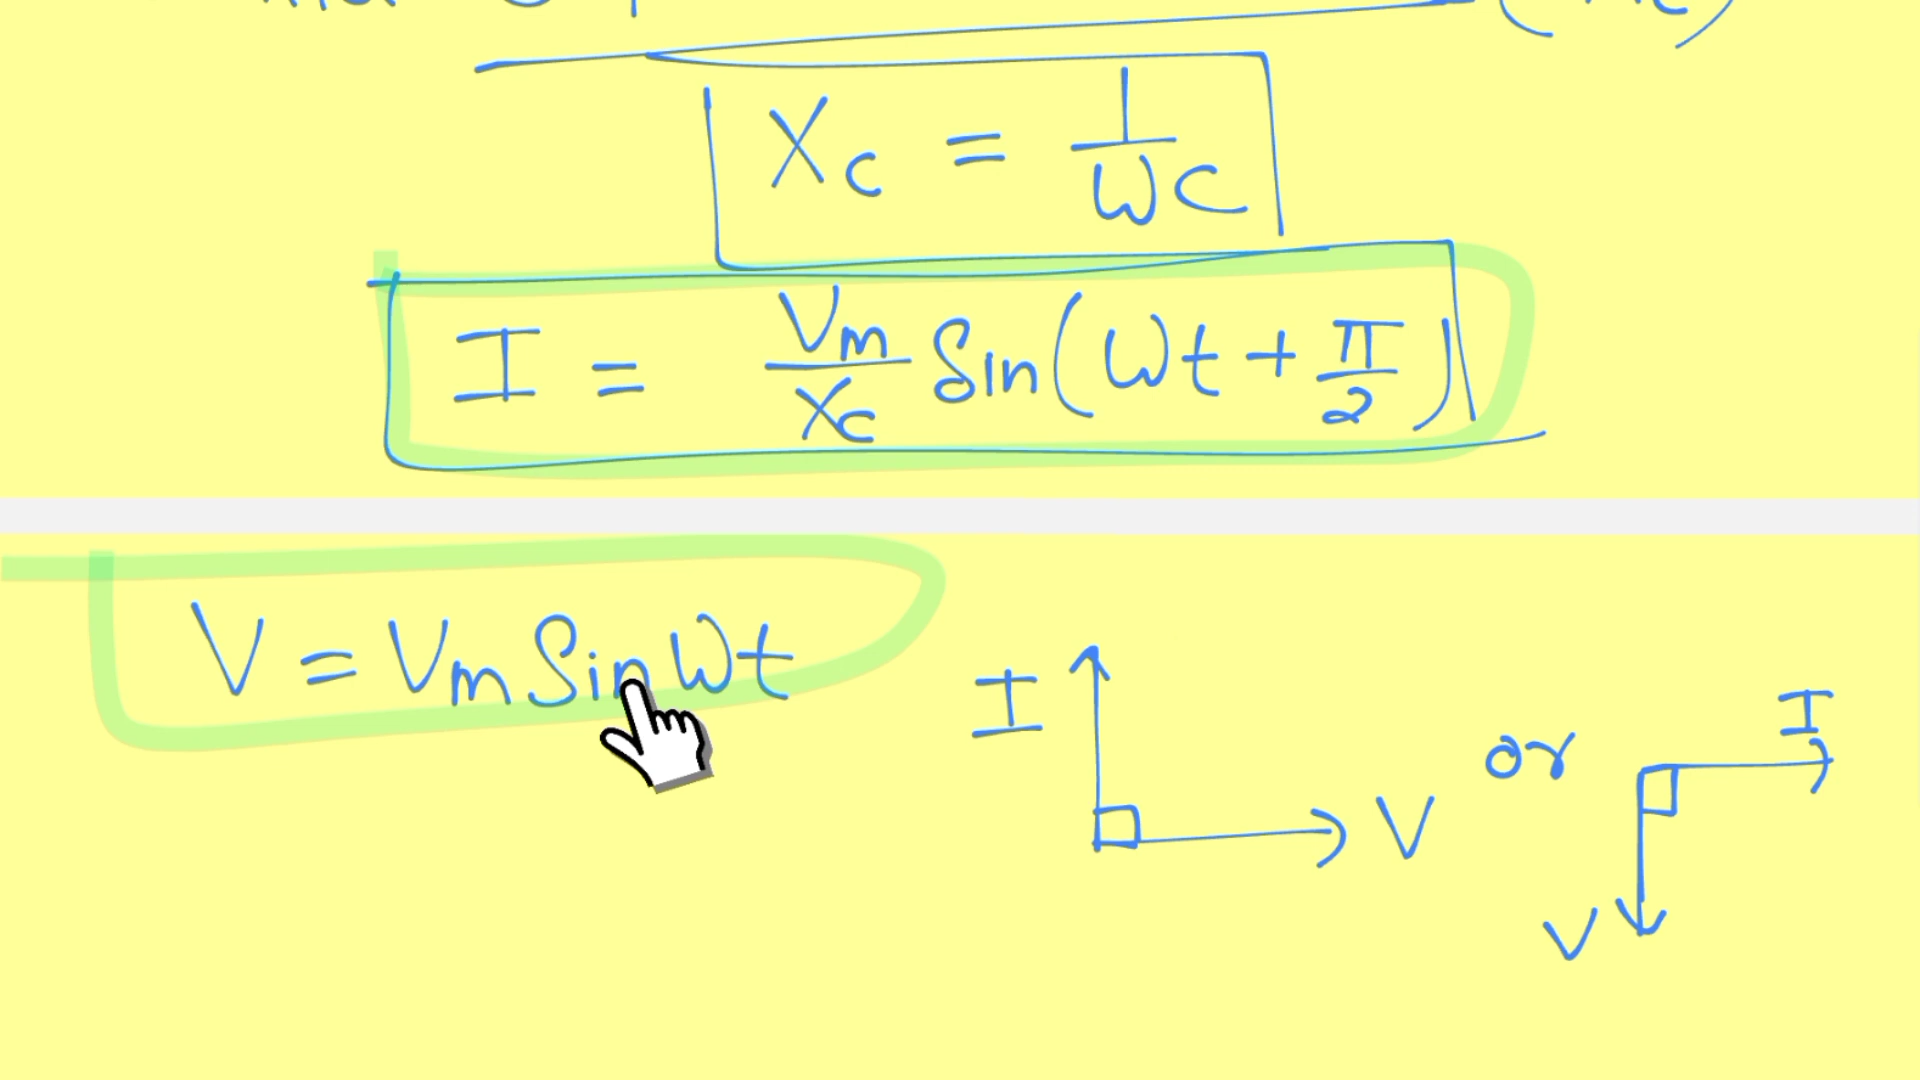 Xc = 1/ωC
I = Vm/Xc Sin(ωt + π/2)
V = Vm Sin ωt
I
V
or
I
V